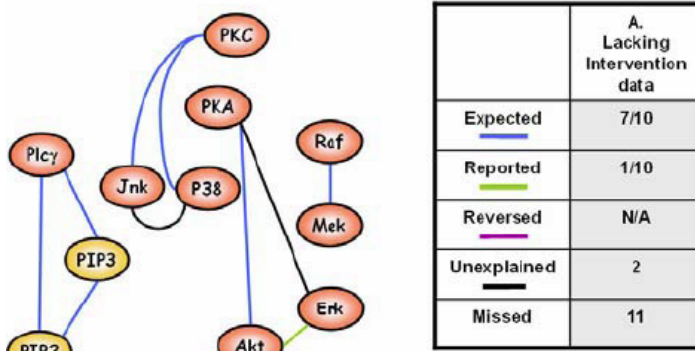 PKC
PKA
Raf
Plcγ
Jnk
P38
Mek
PIP3
Erk
PIP2
Akt
A.
Lacking
Intervention
data
Expected 7/10
Reported 1/10
Reversed N/A
Unexplained 2
Missed 11